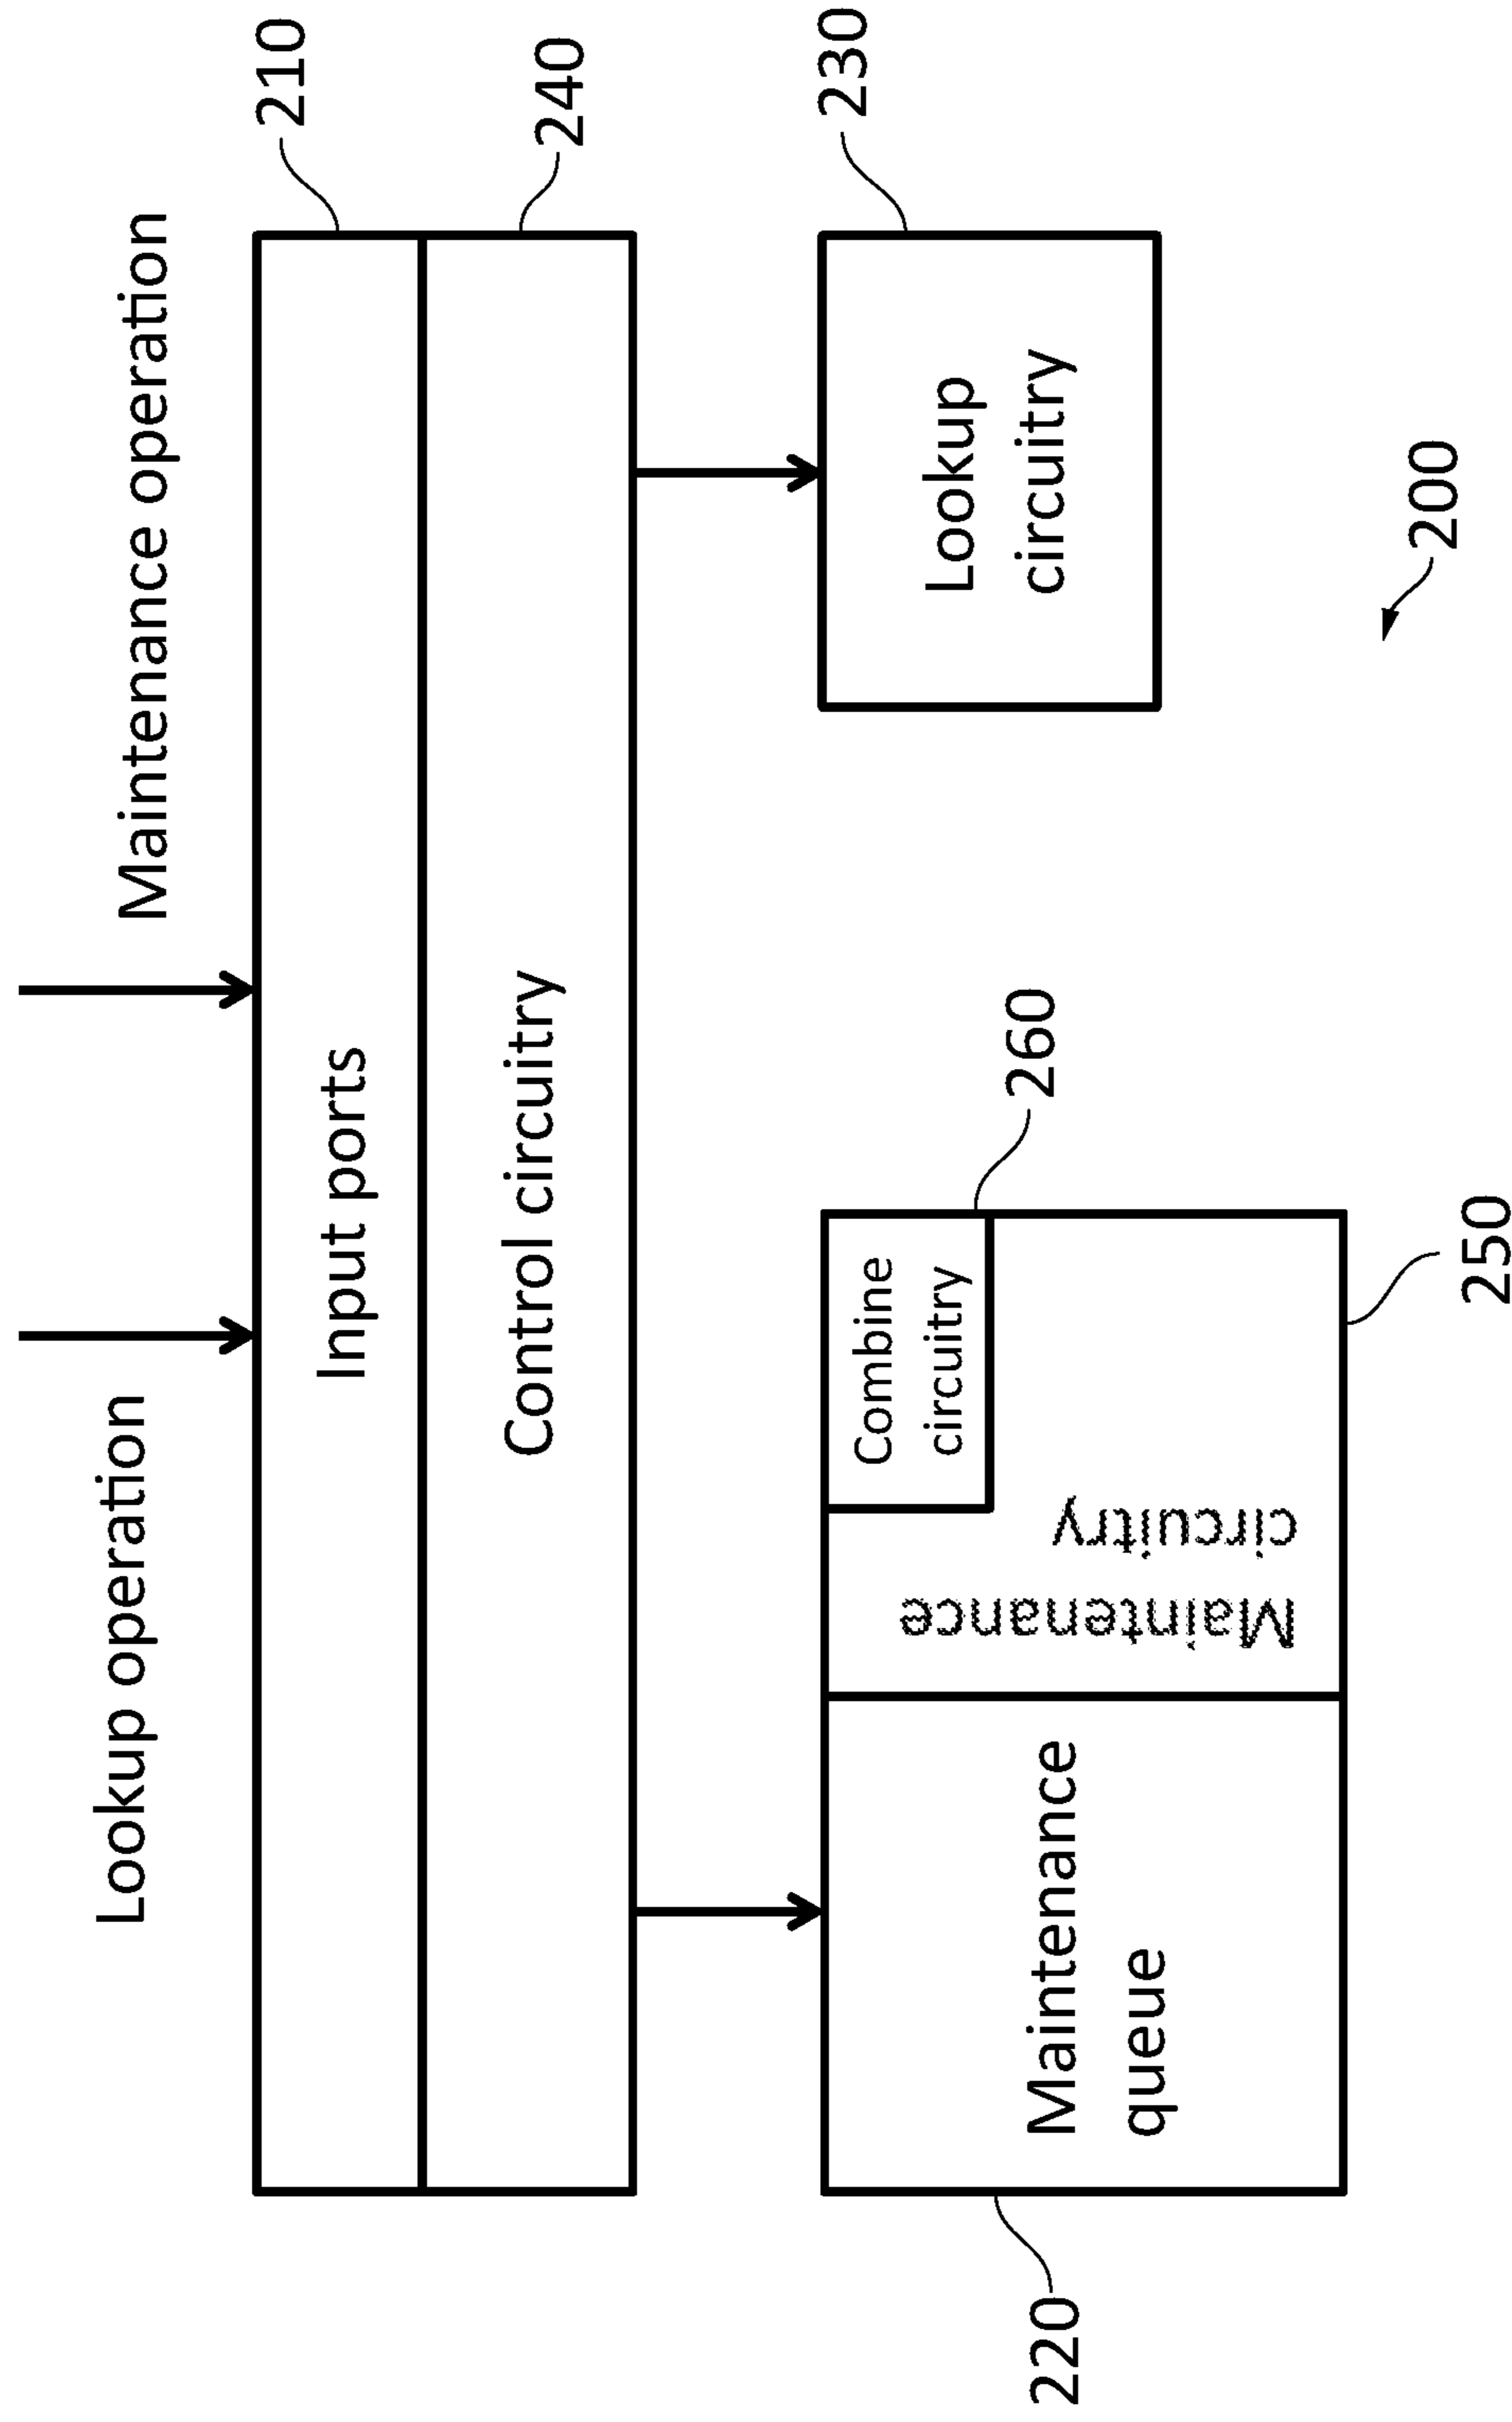 Lookup operation
Maintenance operation
Input ports
210
Control circuitry
240
Maintenance
queue
220
Maintenance
circuitry
250
Combine
circuitry
260
Lookup
circuitry
230
200